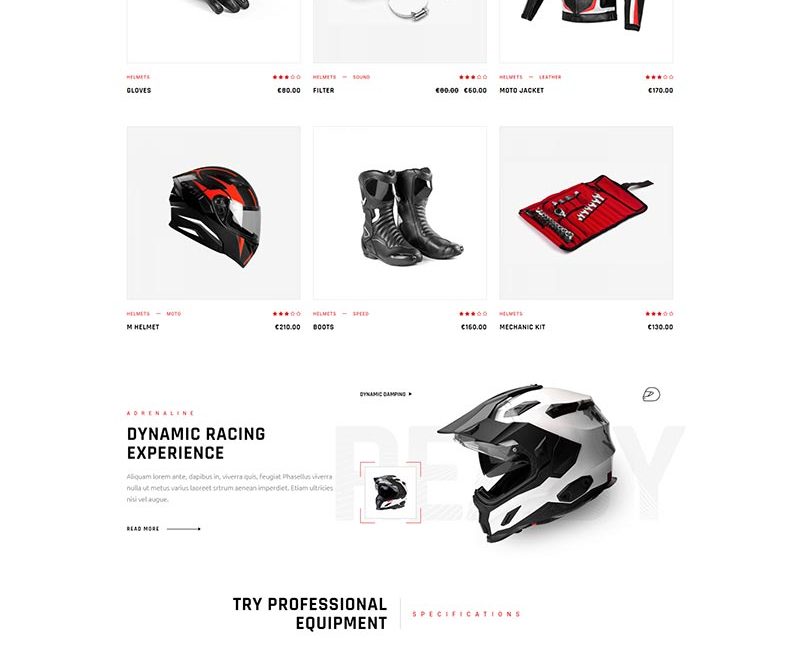 HELMETS
GLOVES €80.00
HELMETS — SOUND
FILTER €80.00 €60.00
HELMETS — LEATHER
MOTO JACKET €170.00
HELMETS — MOTO
M HELMET €210.00
HELMETS — SPEED
BOOTS €160.00
HELMETS
MECHANIC KIT €130.00
DYNAMIC DAMPING
ADRENALINE
DYNAMIC RACING
EXPERIENCE
Aliquam lorem ante, dapibus in, viverra quis, feugiat Phasellus viverra
nulla ut metus varius laoreet srtrum aenean imperdiet. Etiam ultricies
nisi vel augue.
READ MORE
TRY PROFESSIONAL
EQUIPMENT
SPECIFICATIONS